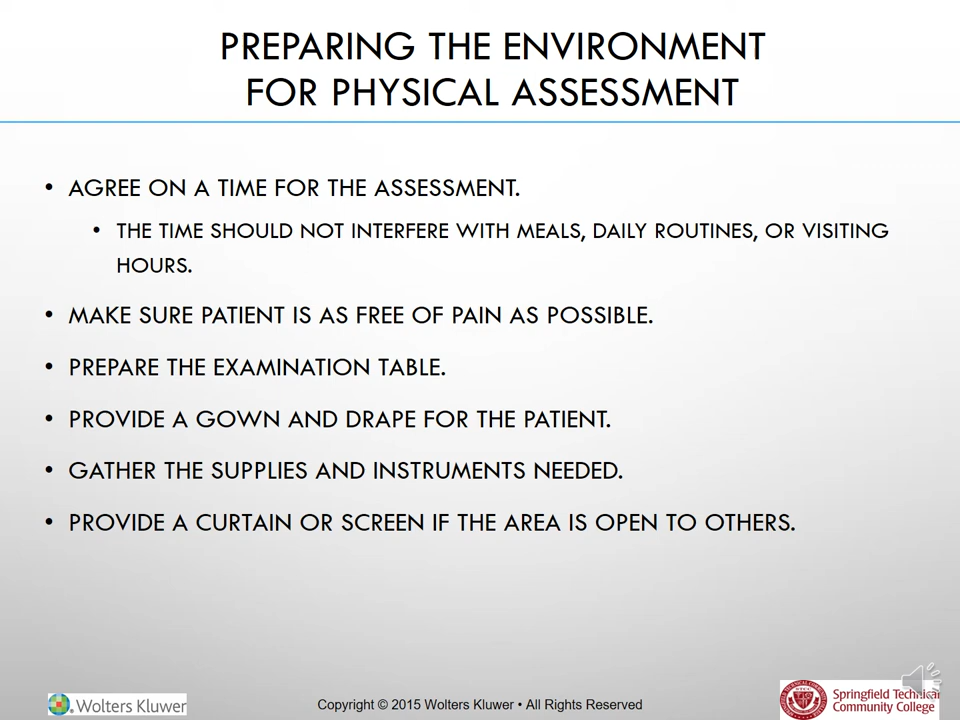 PREPARING THE ENVIRONMENT
FOR PHYSICAL ASSESSMENT
• AGREE ON A TIME FOR THE ASSESSMENT.
• THE TIME SHOULD NOT INTERFERE WITH MEALS, DAILY ROUTINES, OR VISITING
HOURS.
• MAKE SURE PATIENT IS AS FREE OF PAIN AS POSSIBLE.
• PREPARE THE EXAMINATION TABLE.
• PROVIDE A GOWN AND DRAPE FOR THE PATIENT.
• GATHER THE SUPPLIES AND INSTRUMENTS NEEDED.
• PROVIDE A CURTAIN OR SCREEN IF THE AREA IS OPEN TO OTHERS.
Wolters Kluwer
Copyright © 2015 Wolters Kluwer • All Rights Reserved
Springfield Technical
Community College